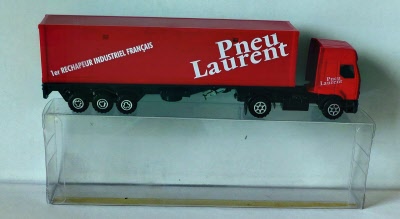 1er RECHAPEUR INDUSTRIEL FRANÇAIS
Pneu
Laurent
Pneu
Laurent